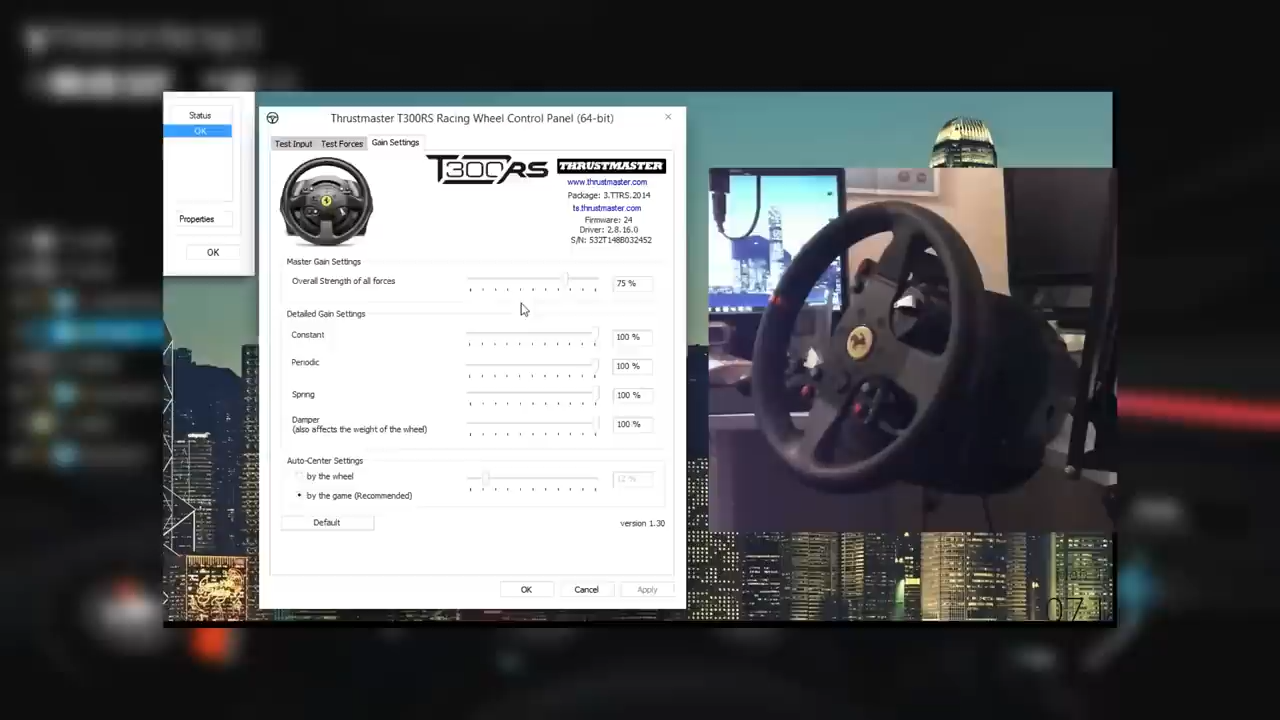 Status
OK
Properties
OK
Thrustmaster T300RS Racing Wheel Control Panel (64-bit)
Test Input
Test Forces
Gain Settings
T300RS
THRUSTMASTER
www.thrustmaster.com
Package: 3.TTRS.2014
ts.thrustmaster.com
Firmware: 24
Driver: 2.8.16.0
S/N: 532T148B032452
Master Gain Settings
Overall Strength of all forces
75 %
Detailed Gain Settings
Constant
100 %
Periodic
100 %
Spring
100 %
Damper
(also affects the weight of the wheel)
100 %
Auto-Center Settings
by the wheel
12 %
by the game (Recommended)
Default
version 1.30
OK
Cancel
Apply